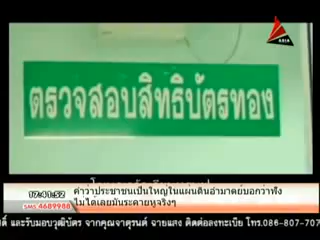 ASIA
ตรวจสอบสิทธิบัตรทอง
17:41:52
คำว่าประชาชนเป็นใหญ่ในแผ่นดินอำมาตย์บอกว่าฟัง
SMS 4689988
ไม่ได้เลยมันระคายหูจริงๆ
และรับมอบวุฒิบัตร จากคุณจาตุรนต์ ฉายแสง ติดต่อลงทะเบียน โทร 086-807-70